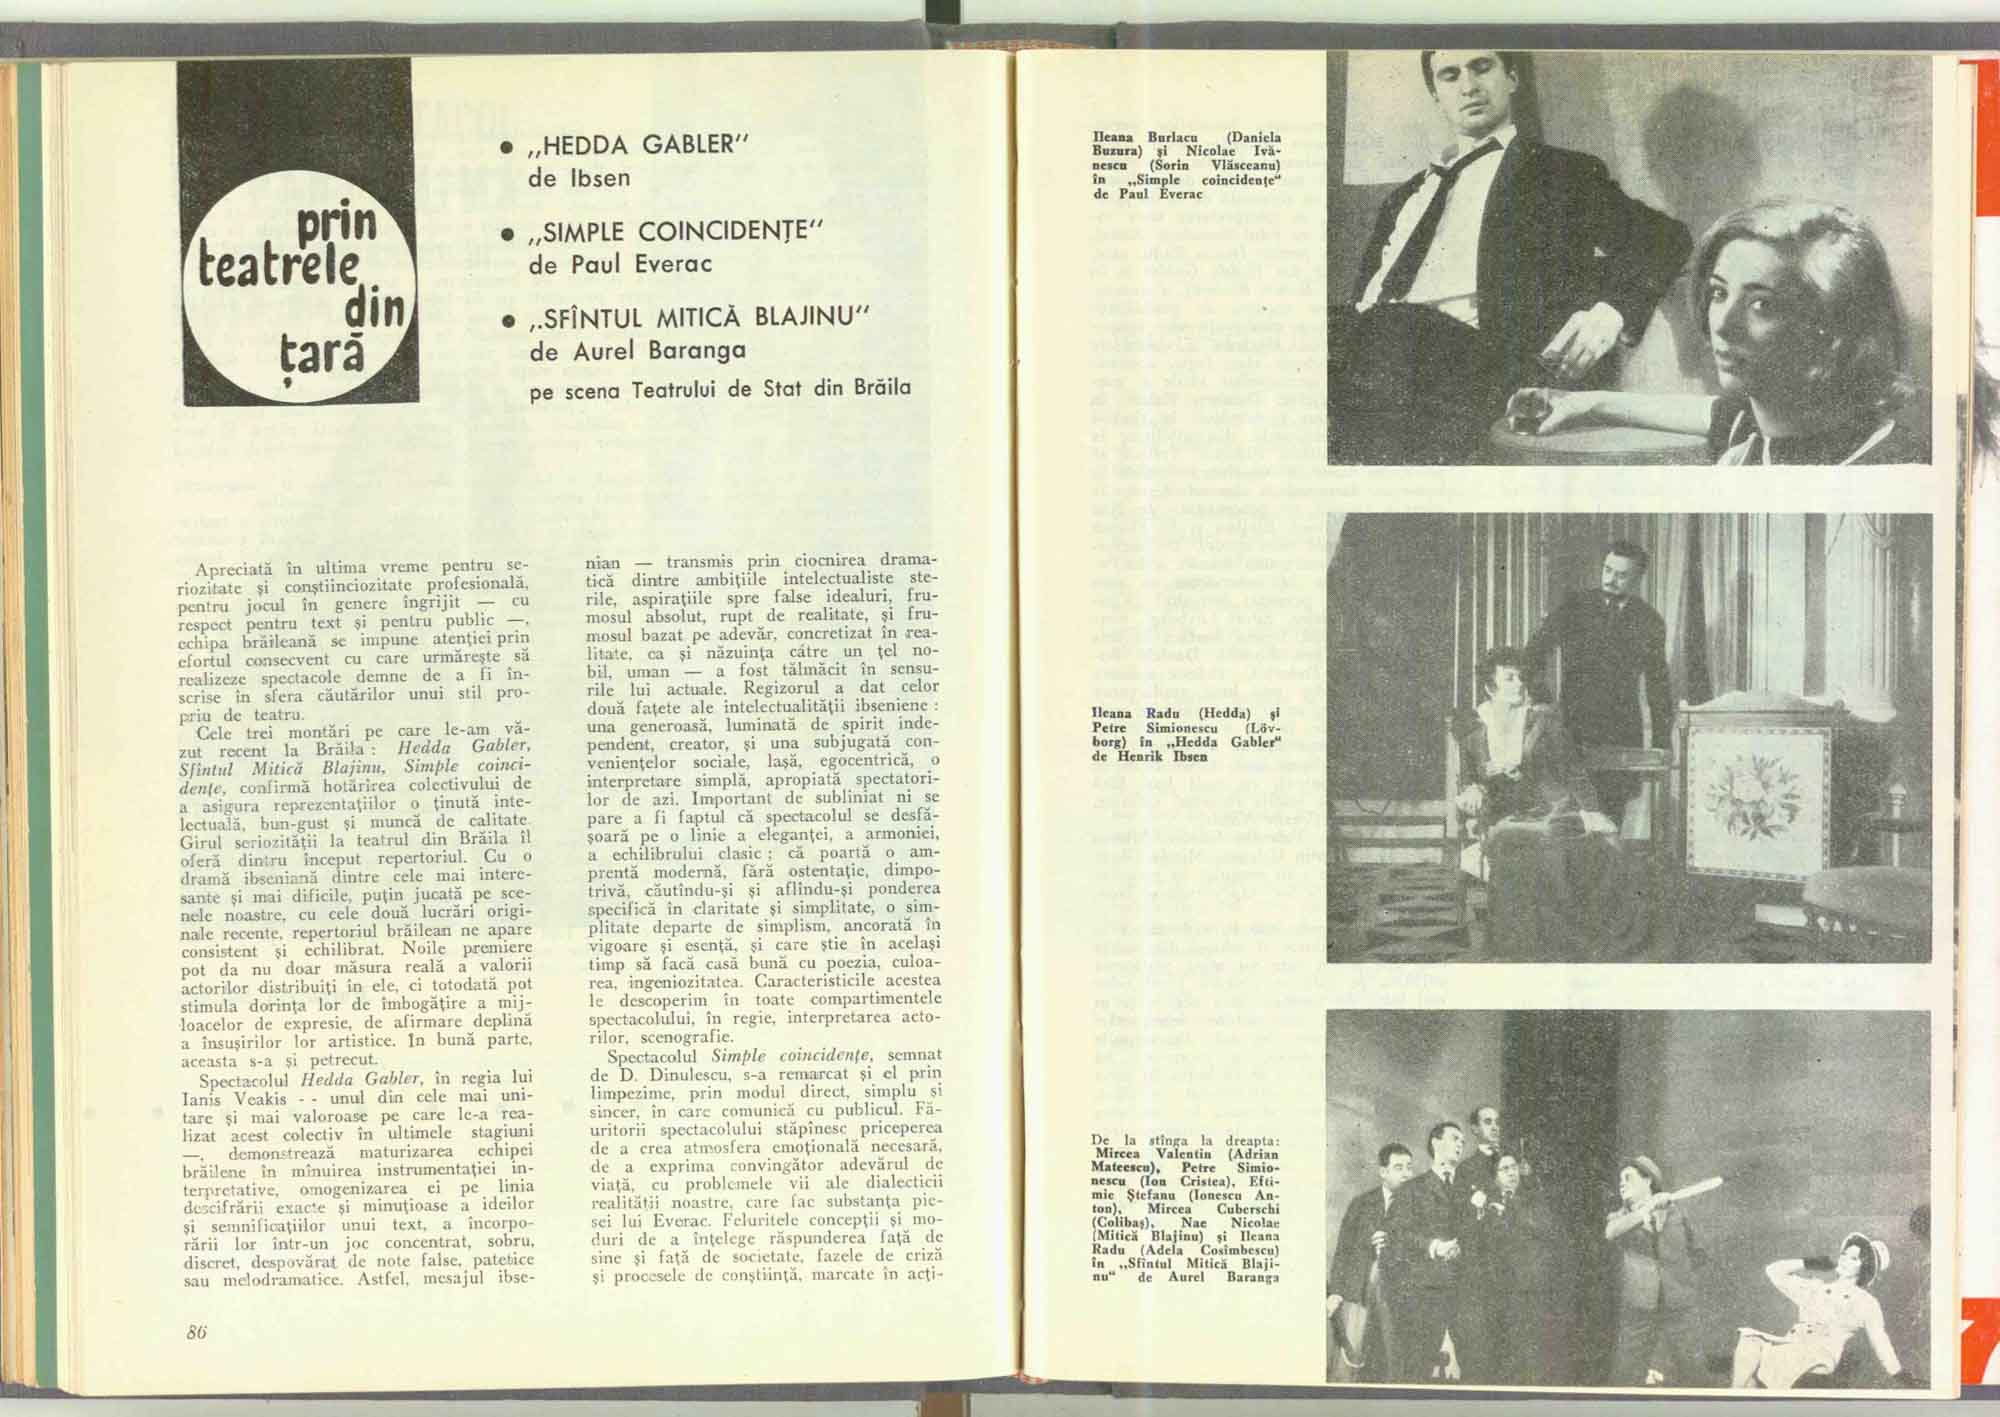 prin
teatrele
din
țară
● „HEDDA GABLER”
de Ibsen
● „SIMPLE COINCIDENȚE”
de Paul Everac
● „SFÎNTUL MITICĂ BLAJINU”
de Aurel Baranga
pe scena Teatrului de Stat din Brăila
Apreciată în ultima vreme pentru se-
riozitate și conștiinciozitate profesională,
pentru jocul în genere îngrijit — cu
respect pentru text și pentru public —,
echipa brăileană se impune atenției prin
efortul consecvent cu care urmărește să
realizeze spectacole demne de a fi în-
scrise în sfera căutărilor unui stil pro-
priu de teatru.
Cele trei montări pe care le-am vă-
zut recent la Brăila : Hedda Gabler,
Sfîntul Mitică Blajinu, Simple coinci-
dențe, confirmă hotărîrea colectivului de
a asigura reprezentațiilor o ținută inte-
lectuală, bun-gust și muncă de calitate.
Girul seriozității la teatrul din Brăila îl
oferă dintru început repertoriul. Cu o
dramă ibseniană dintre cele mai intere-
sante și mai dificile, puțin jucată pe sce-
nele noastre, cu cele două lucrări origi-
nale recente, repertoriul brăilean ne apare
consistent și echilibrat. Noile premiere
pot da nu doar măsura reală a valorii
actorilor distribuiți în ele, ci totodată pot
stimula dorința lor de îmbogățire a mij-
loacelor de expresie, de afirmare deplină
a însușirilor lor artistice. In bună parte,
aceasta s-a și petrecut.
Spectacolul Hedda Gabler, în regia lui
Ianis Veakis - - unul din cele mai uni-
tare și mai valoroase pe care le-a rea-
lizat acest colectiv în ultimele stagiuni
—, demonstrează maturizarea echipei
brăilene în mînuirea instrumentației in-
terpretative, omogenizarea ei pe linia
descifrării exacte și minuțioase a ideilor
și semnificațiilor unui text, a încorpo-
rării lor într-un joc concentrat, sobru,
discret, despovărat de note false, patetice
sau melodramatice. Astfel, mesajul ibse-
86
nian — transmis prin ciocnirea drama-
tică dintre ambițiile intelectualiste ste-
rile, aspirațiile spre false idealuri, fru-
mosul absolut, rupt de realitate, și fru-
mosul bazat pe adevăr, concretizat în rea-
litate, ca și năzuința către un țel no-
bil, uman — a fost tălmăcit în sensu-
rile lui actuale. Regizorul a dat celor
două fațete ale intelectualității ibseniene :
una generoasă, luminată de spirit inde-
pendent, creator, și una subjugată con-
veniențelor sociale, lașă, egocentrică, o
interpretare simplă, apropiată spectatori-
lor de azi. Important de subliniat ni se
pare a fi faptul că spectacolul se desfă-
șoară pe o linie a eleganței, a armoniei,
a echilibrului clasic ; că poartă o am-
prentă modernă, fără ostentație, dimpo-
trivă, căutîndu-și și aflîndu-și ponderea
specifică în claritate și simplitate, o sim-
plitate departe de simplism, ancorată în
vigoare și esență, și care știe în același
timp să facă casă bună cu poezia, culoa-
rea, ingeniozitatea. Caracteristicile acestea
le descoperim în toate compartimentele
spectacolului, în regie, interpretarea acto-
rilor, scenografie.
Spectacolul Simple coincidențe, semnat
de D. Dinulescu, s-a remarcat și el prin
limpezime, prin modul direct, simplu și
sincer, în care comunică cu publicul. Fă-
uritorii spectacolului stăpînesc priceperea
de a crea atmosfera emoțională necesară,
de a exprima convingător adevărul de
viață, cu problemele vii ale dialecticii
realității noastre, care fac substanța pie-
sei lui Everac. Feluritele concepții și mo-
duri de a înțelege răspunderea față de
sine și față de societate, fazele de criză
și procesele de conștiință, marcate în acți-
Ileana Burlacu (Daniela
Buzura) și Nicolae Ivă-
nescu (Sorin Vlăsceanu)
în „Simple coincidențe“
de Paul Everac
Ileana Radu (Hedda) și
Petre Simionescu (Löv-
borg) în „Hedda Gabler“
de Henrik Ibsen
De la stînga la dreapta:
Mircea Valentin (Adrian
Mateescu), Petre Simio-
nescu (Ion Cristea), Efti-
mie Ștefanu (Ionescu An-
ton), Mircea Cuberschi
(Colibaș), Nae Nicolae
(Mitică Blajinu) și Ileana
Radu (Adela Cosîmbescu)
în „Sfîntul Mitică Blaji-
nu“ de Aurel Baranga